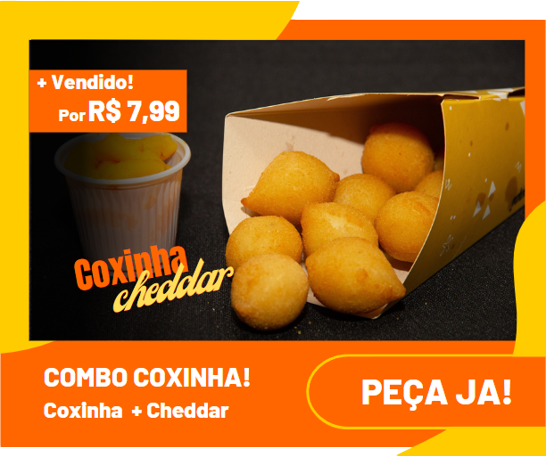 + Vendido!
Por R$ 7,99
Coxinha
cheddar
COMBO COXINHA!
Coxinha + Cheddar
PEÇA JA!